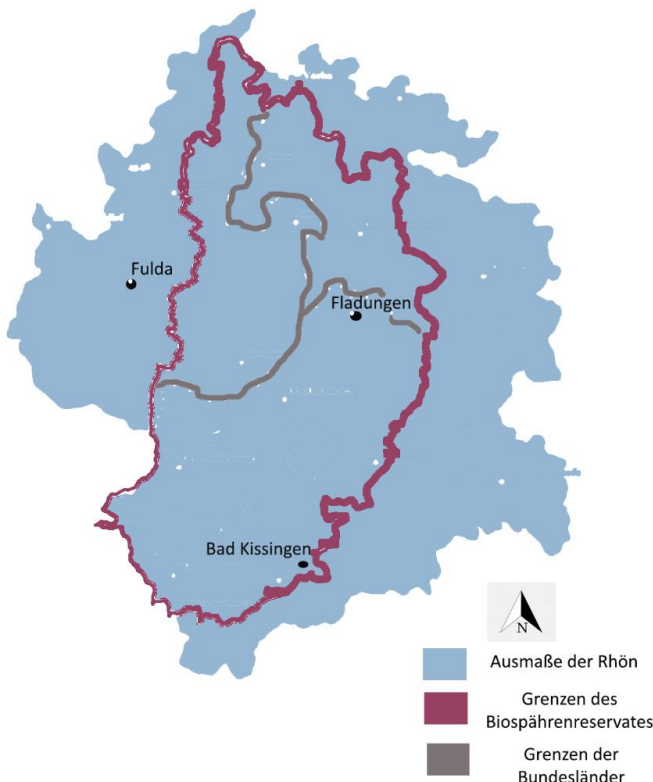 Fulda
Fladungen
Bad Kissingen
N
Ausmaße der Rhön
Grenzen des
Biospährenreservates
Grenzen der
Bundesländer